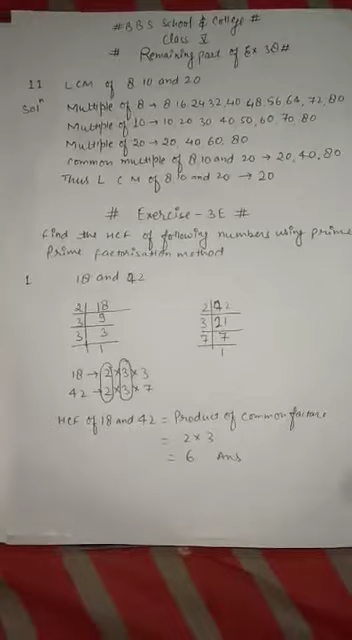 # BBS School & College #
Class V
# Remaining part of Ex 3D #
11 LCM of 8 10 and 20
Solⁿ Multiple of 8 → 8 16 24 32, 40 48, 56, 64, 72, 80
Multiple of 10 → 10 20 30 40 50, 60, 70, 80
Multiple of 20 → 20, 40 60, 80
common multiple of 8, 10 and 20 → 20, 40, 80
Thus L C M of 8, 10 and 20 → 20
# Exercise - 3E #
Find the HCF of following numbers using prime
Prime factorisation method
1 18 and 42
2 18 2 42
3 9 3 21
3 3 7 7
1 1
18 → 2 × 3 × 3
42 → 2 × 3 × 7
HCF of 18 and 42 = Product of common factors
= 2 × 3
= 6 Ans